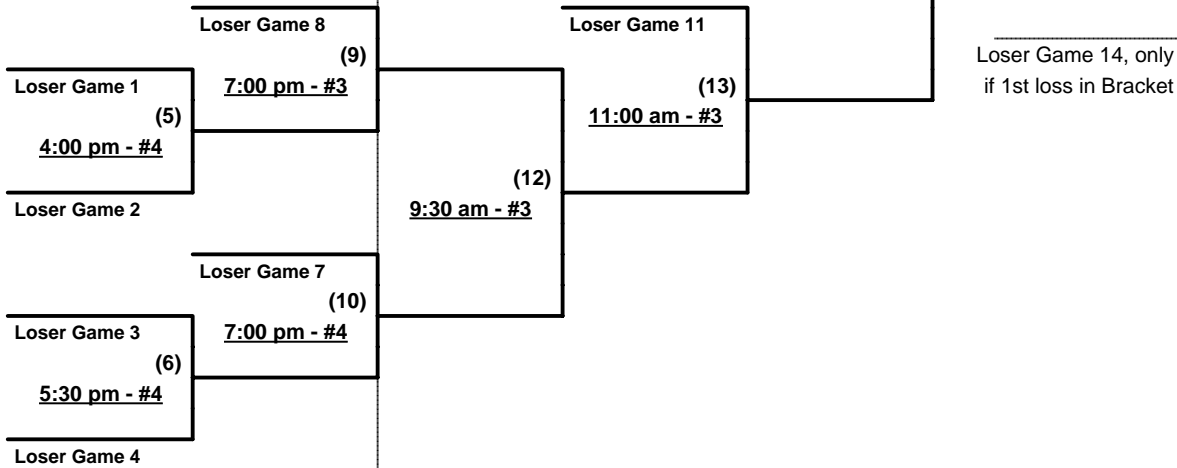 Loser Game 8
Loser Game 11
(9)
Loser Game 14, only
if 1st loss in Bracket
Loser Game 1
7:00 pm - #3
(13)
(5)
11:00 am - #3
4:00 pm - #4
(12)
Loser Game 2
9:30 am - #3
Loser Game 7
(10)
Loser Game 3
7:00 pm - #4
(6)
5:30 pm - #4
Loser Game 4